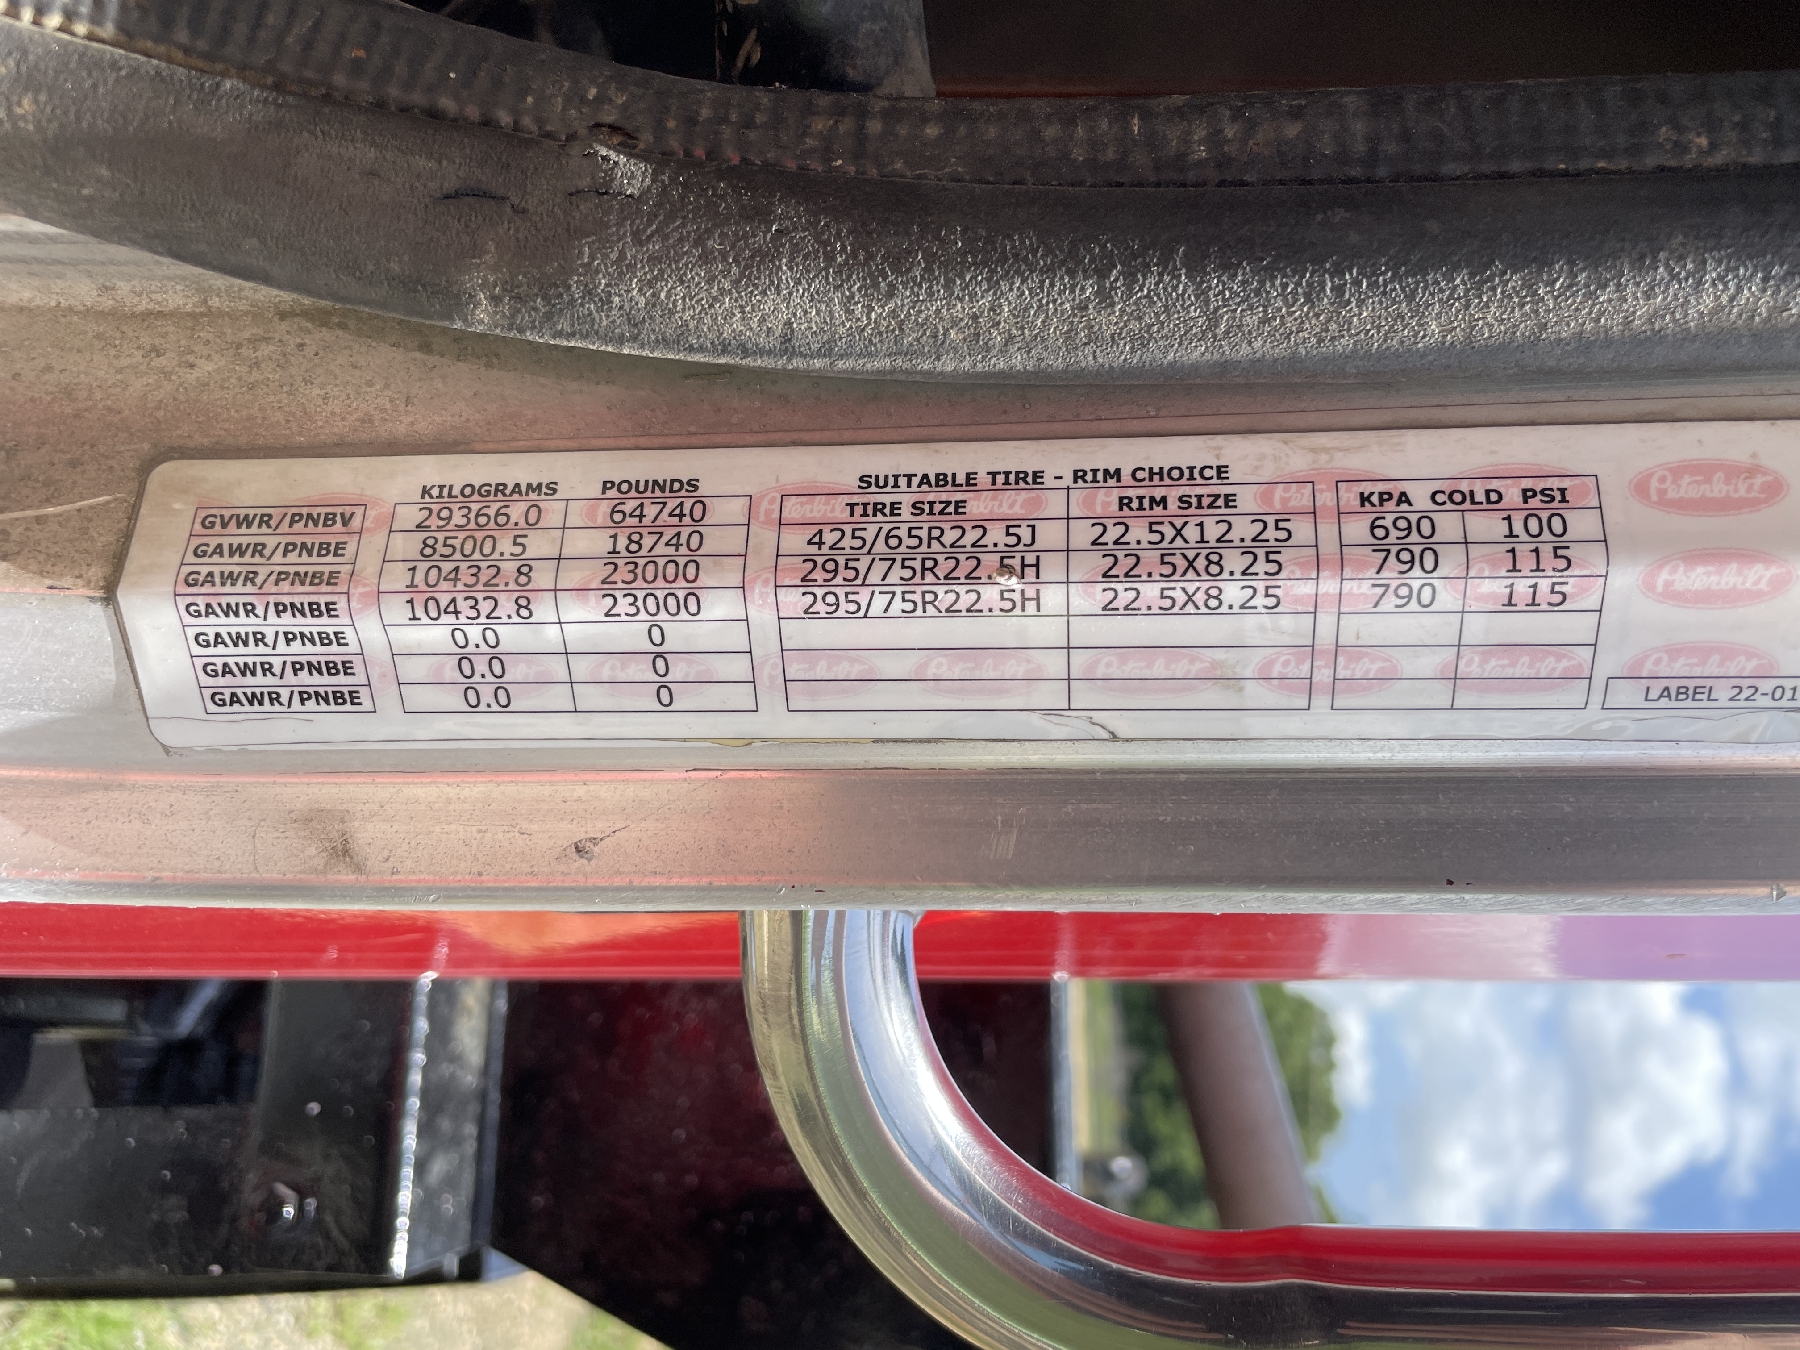 KILOGRAMS POUNDS SUITABLE TIRE - RIM CHOICE
TIRE SIZE RIM SIZE KPA COLD PSI
GVWR/PNBV 29366.0 64740
GAWR/PNBE 8500.5 18740 425/65R22.5J 22.5X12.25 690 100
GAWR/PNBE 10432.8 23000 295/75R22.5H 22.5X8.25 790 115
GAWR/PNBE 10432.8 23000 295/75R22.5H 22.5X8.25 790 115
GAWR/PNBE 0.0 0
GAWR/PNBE 0.0 0
GAWR/PNBE 0.0 0
LABEL 22-01
Peterbilt
Peterbilt
Peterbilt